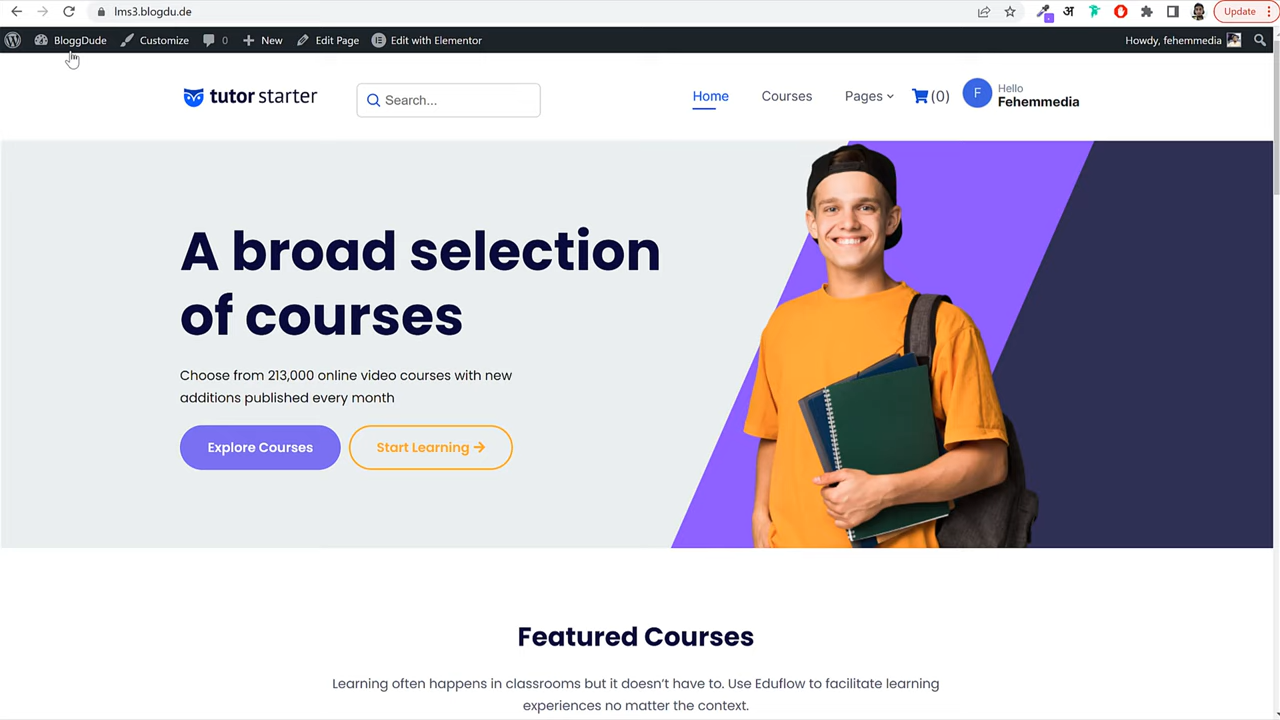 lms3.blogdu.de
अ
Update
BloggDude
Customize
0
New
Edit Page
Edit with Elementor
Howdy, fehemmedia
tutor starter
Search...
Home
Courses
Pages
(0)
F
Hello
Fehemmedia
A broad selection
of courses
Choose from 213,000 online video courses with new
additions published every month
Explore Courses
Start Learning →
Featured Courses
Learning often happens in classrooms but it doesn't have to. Use Eduflow to facilitate learning
experiences no matter the context.